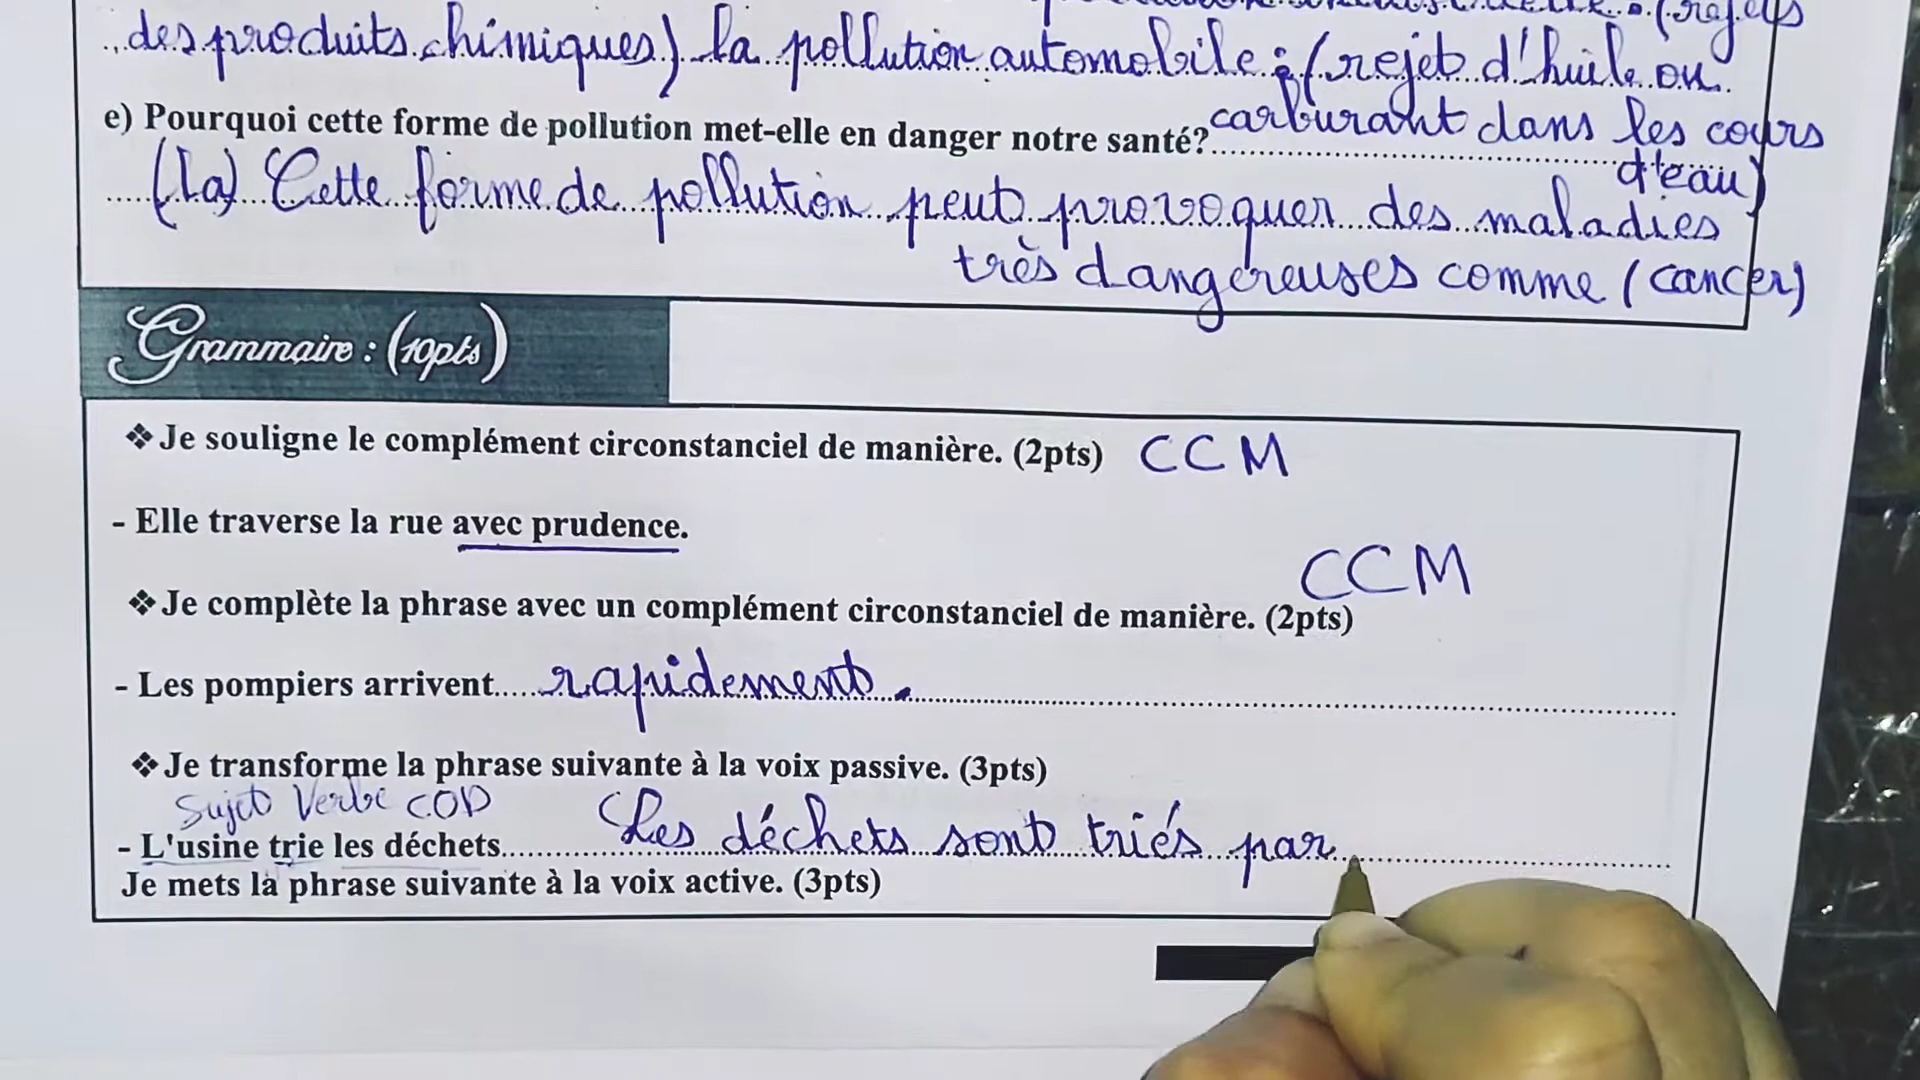 (rejets
des produits chimiques) la pollution automobile : (rejet d'huile ou
e) Pourquoi cette forme de pollution met-elle en danger notre santé? carburant dans les cours
d'eau)
(la) Cette forme de pollution peut provoquer des maladies
très dangereuses comme (cancer)
Grammaire : (10pts)
❖Je souligne le complément circonstanciel de manière. (2pts) CCM
- Elle traverse la rue avec prudence.
CCM
❖Je complète la phrase avec un complément circonstanciel de manière. (2pts)
- Les pompiers arrivent.....rapidement.
❖Je transforme la phrase suivante à la voix passive. (3pts)
Sujet Verbe COD
- L'usine trie les déchets..... Les déchets sont triés par
Je mets la phrase suivante à la voix active. (3pts)